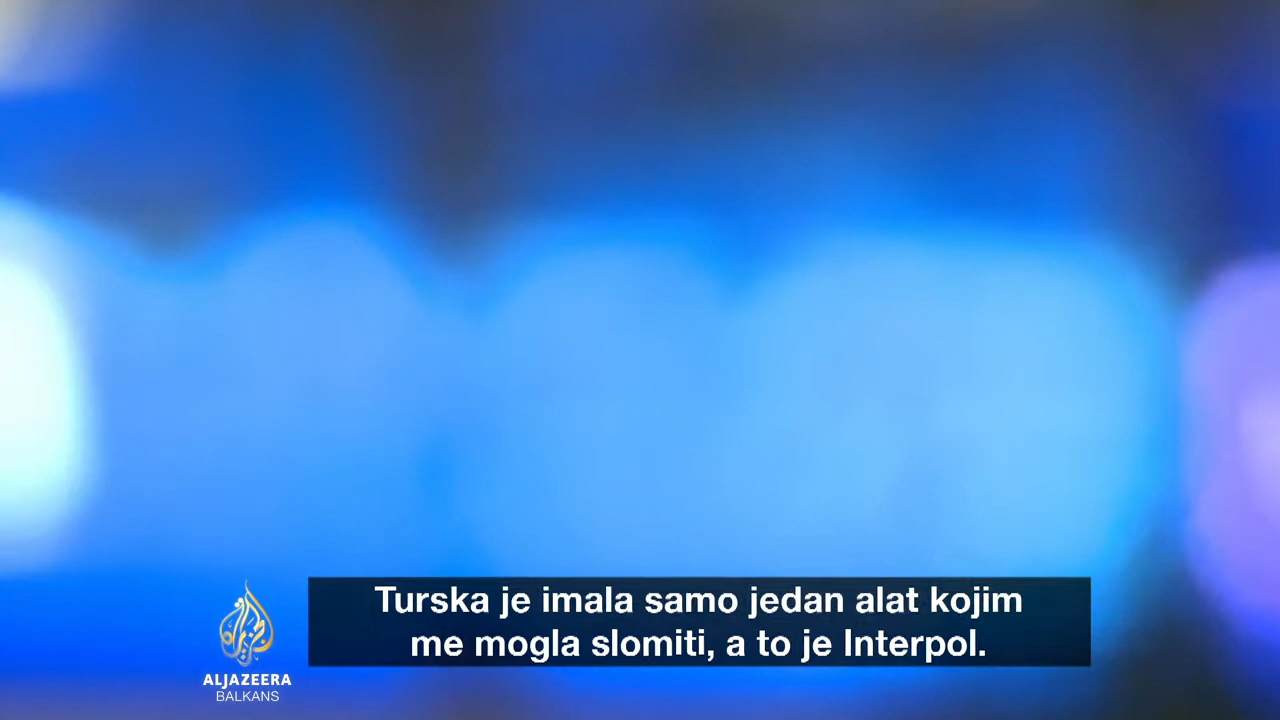 Turska je imala samo jedan alat kojim
me mogla slomiti, a to je Interpol.
ALJAZEERA
BALKANS